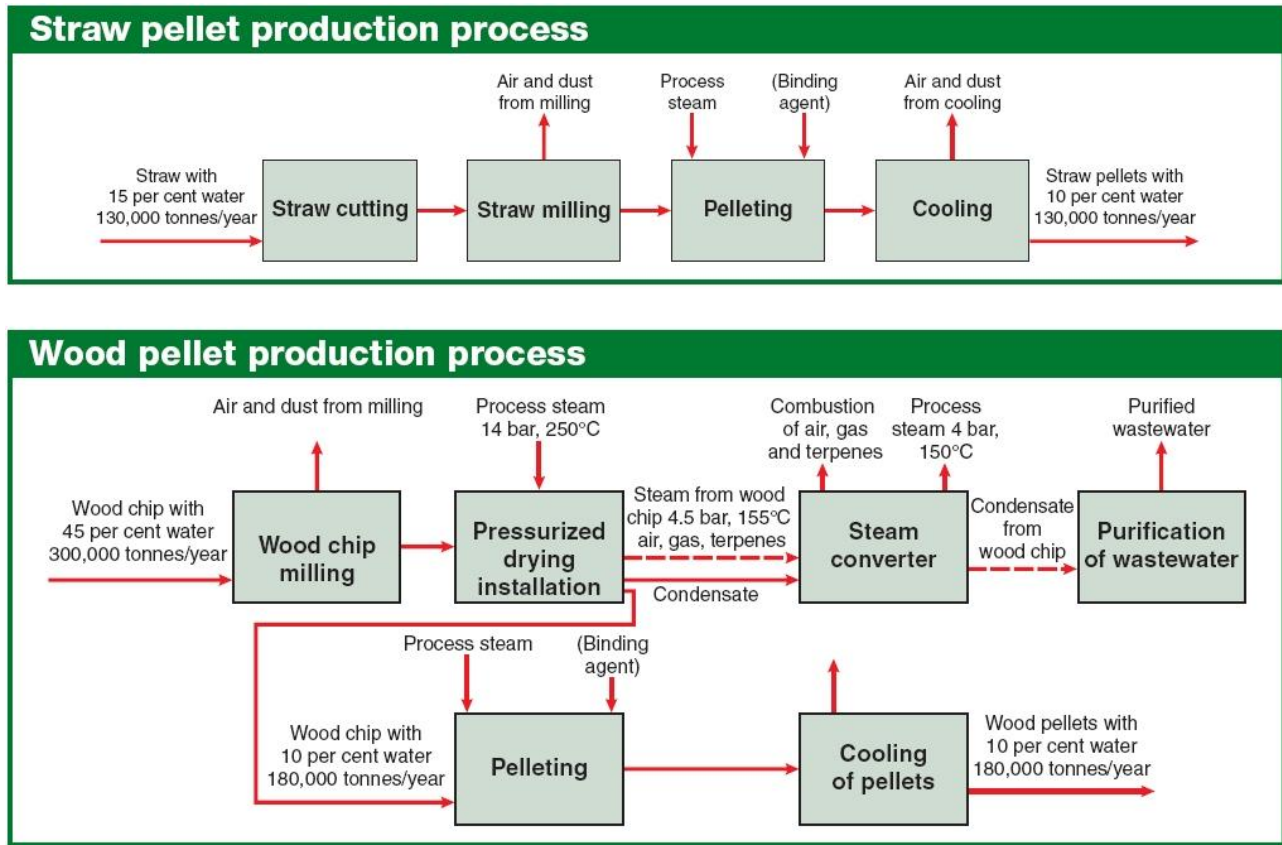 Straw pellet production process
Air and dust
from milling
Process
steam
(Binding
agent)
Air and dust
from cooling
Straw with
15 per cent water
130,000 tonnes/year
Straw cutting
Straw milling
Pelleting
Cooling
Straw pellets with
10 per cent water
130,000 tonnes/year
Wood pellet production process
Air and dust from milling
Process steam
14 bar, 250°C
Combustion
of air, gas
and terpenes
Process
steam 4 bar,
150°C
Purified
wastewater
Wood chip with
45 per cent water
300,000 tonnes/year
Wood chip
milling
Pressurized
drying
installation
Steam from wood
chip 4.5 bar, 155°C
air, gas, terpenes
Condensate
Steam
converter
Condensate
from
wood chip
Purification
of wastewater
Process steam
(Binding
agent)
Wood chip with
10 per cent water
180,000 tonnes/year
Pelleting
Cooling
of pellets
Wood pellets with
10 per cent water
180,000 tonnes/year